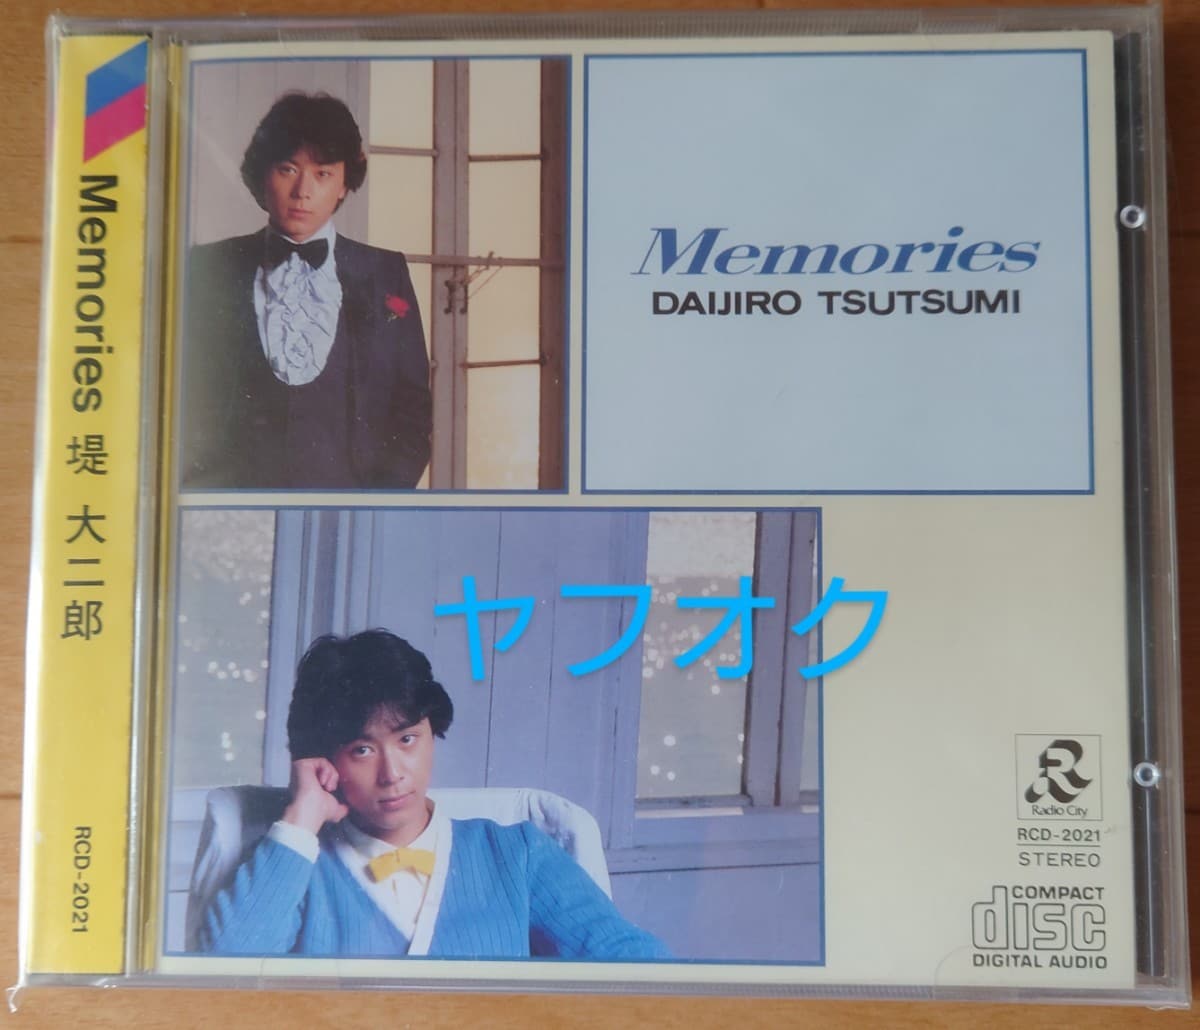 Memories 堤 大二郎
RCD-2021
Memories
DAIJIRO TSUTSUMI
ヤフオク
R
Radio City
RCD-2021
STEREO
COMPACT
disc
DIGITAL AUDIO